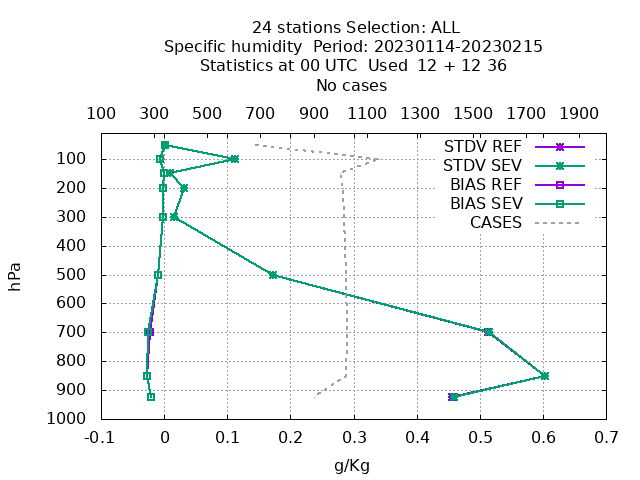 24 stations Selection: ALL
Specific humidity  Period: 20230114-20230215
Statistics at 00 UTC  Used  12 + 12 36
No cases
100 300 500 700 900 1100 1300 1500 1700 1900
STDV REF
STDV SEV
BIAS REF
BIAS SEV
CASES
hPa
100
200
300
400
500
600
700
800
900
1000
-0.1 0 0.1 0.2 0.3 0.4 0.5 0.6 0.7
g/Kg